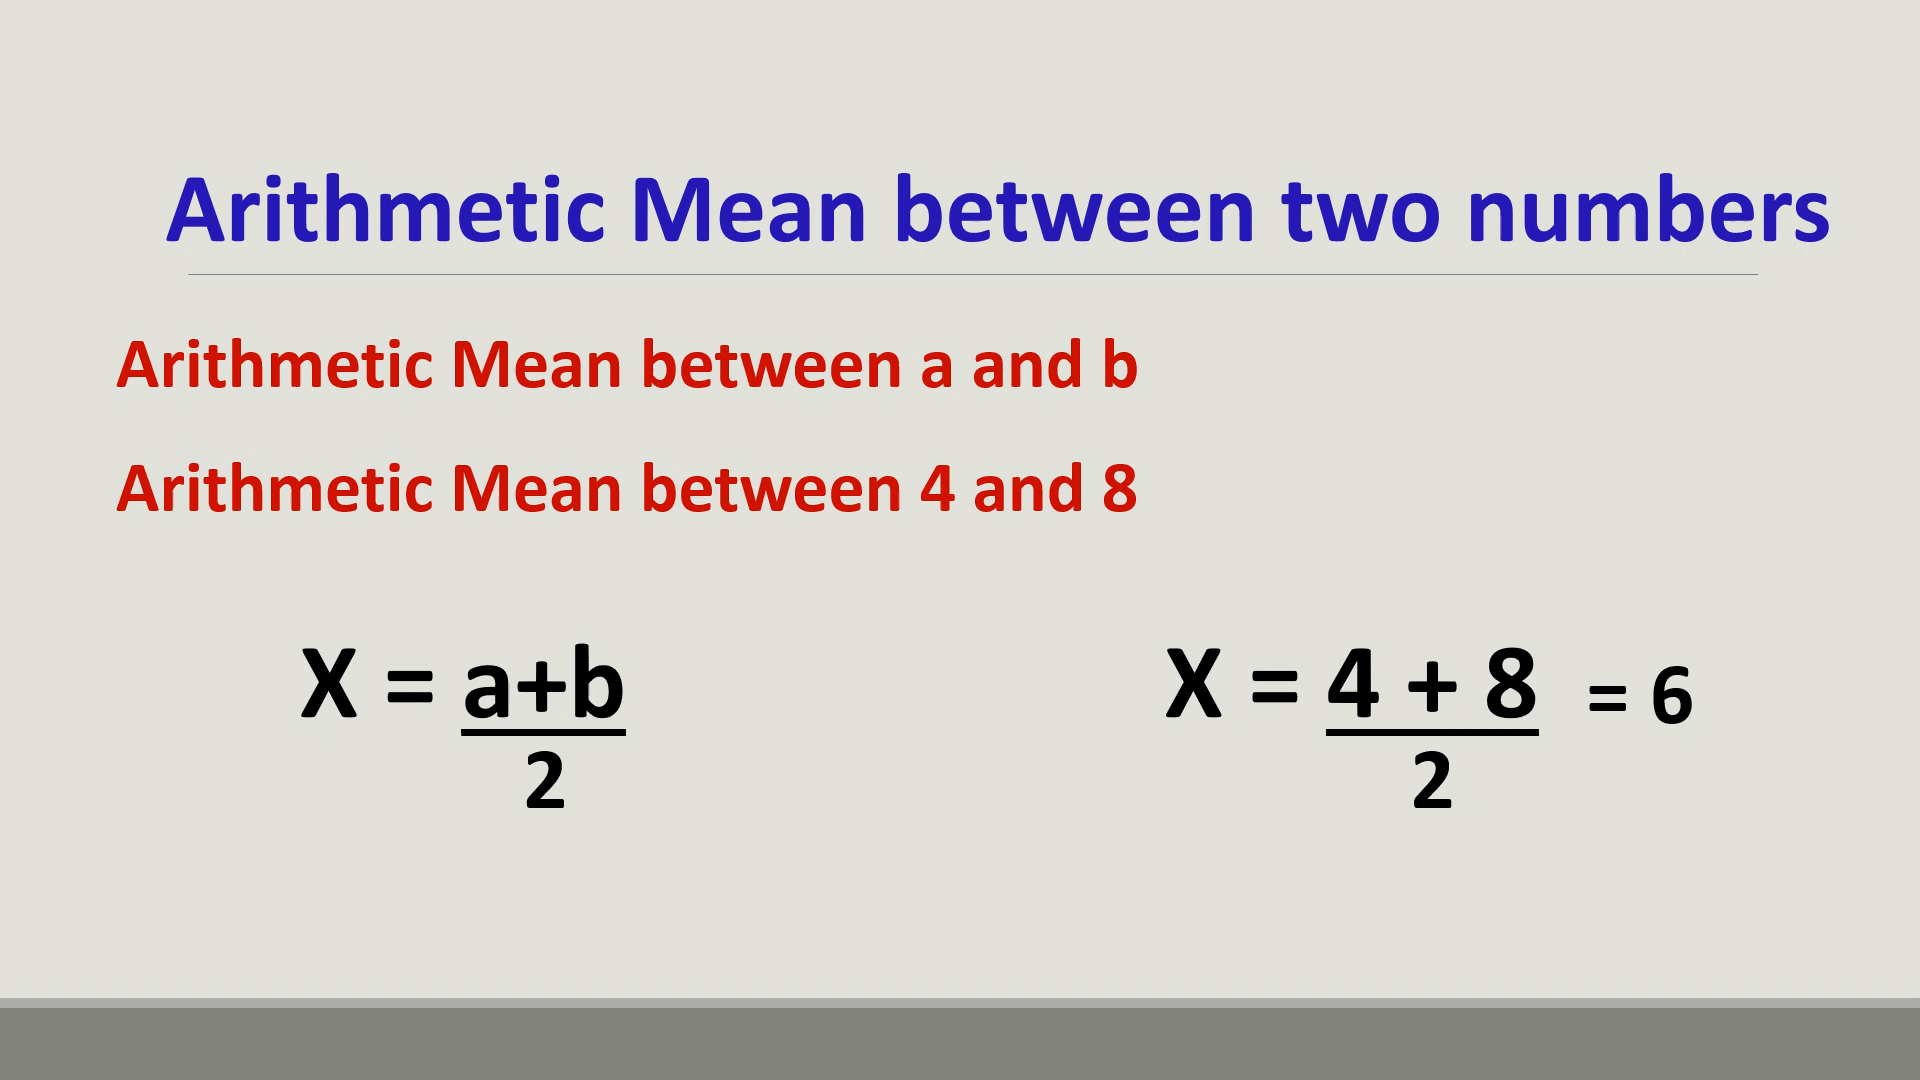 Arithmetic Mean between two numbers
Arithmetic Mean between a and b
Arithmetic Mean between 4 and 8
X = a+b
2
X = 4 + 8 = 6
2